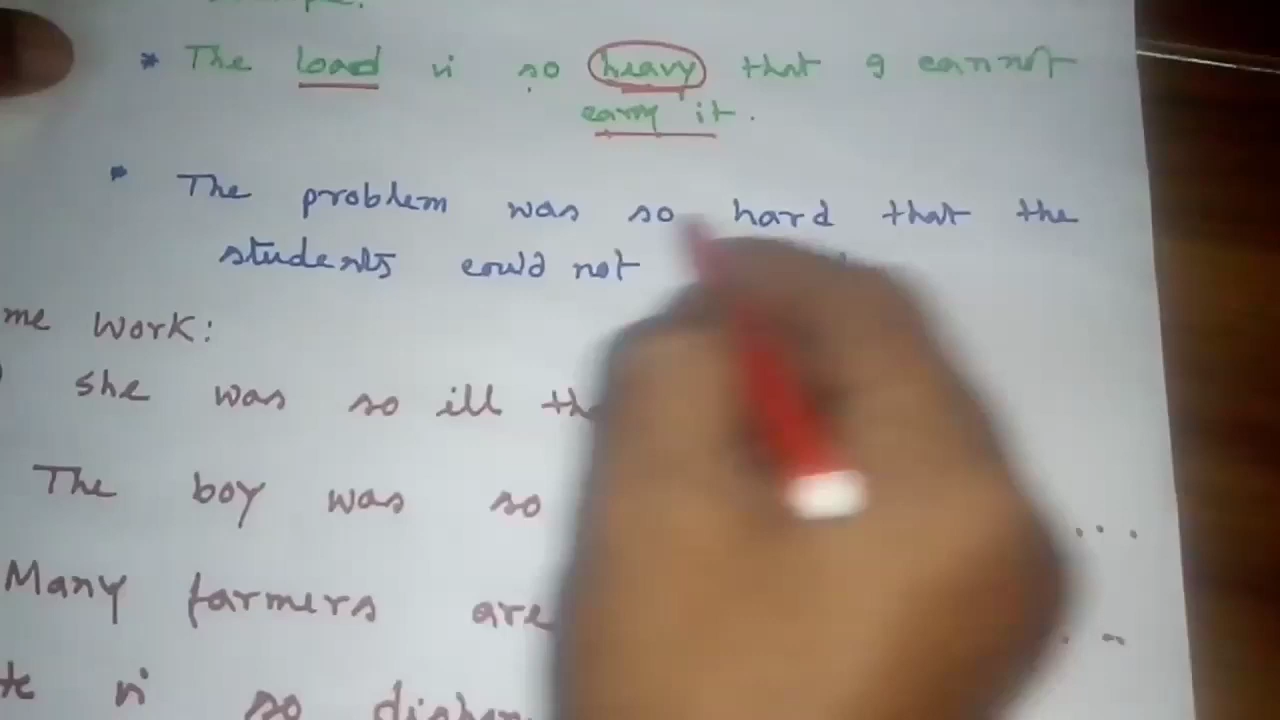 * The load is so heavy that I cannot
carry it.
* The problem was so hard that the
students could not
me work:
she was so ill
The boy was so ...
Many farmers are
is so